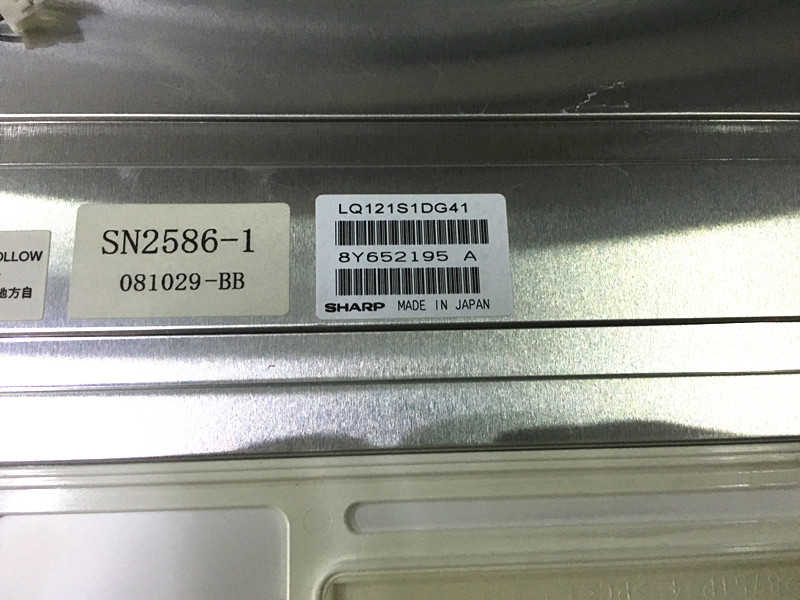 OLLOW
地方自
SN2586-1
081029-BB
LQ121S1DG41
8Y652195 A
SHARP MADE IN JAPAN